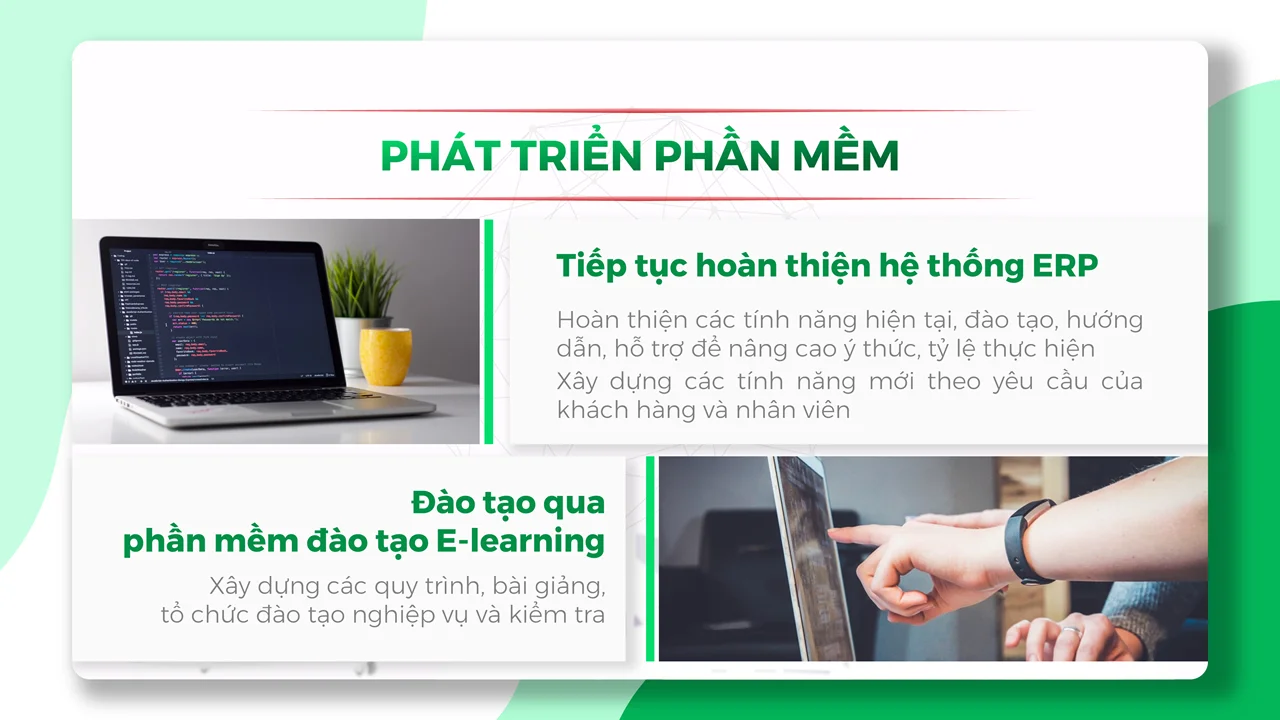 PHÁT TRIỂN PHẦN MỀM
Tiếp tục hoàn thiện hệ thống ERP
Hoàn thiện các tính năng hiện tại, đào tạo, hướng
dẫn, hỗ trợ để nâng cao ý thức, tỷ lệ thực hiện
Xây dựng các tính năng mới theo yêu cầu của
khách hàng và nhân viên
Đào tạo qua
phần mềm đào tạo E-learning
Xây dựng các quy trình, bài giảng,
tổ chức đào tạo nghiệp vụ và kiểm tra